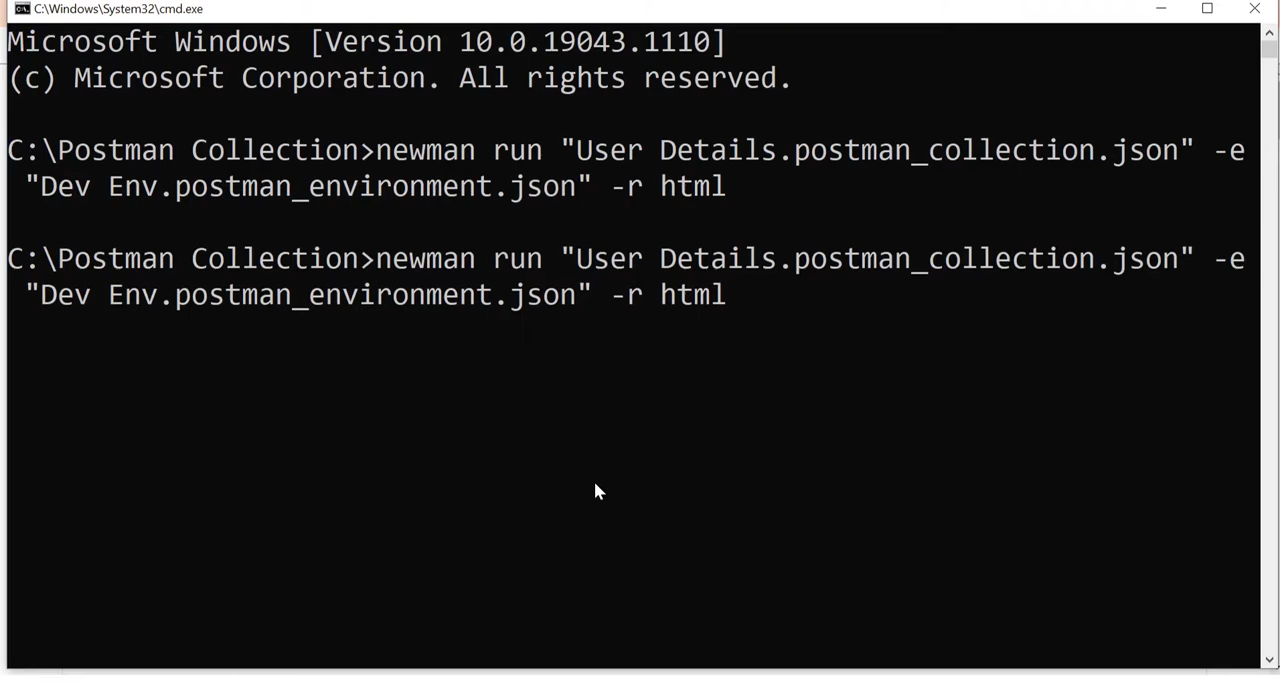 C:\Windows\System32\cmd.exe
Microsoft Windows [Version 10.0.19043.1110]
(c) Microsoft Corporation. All rights reserved.
C:\Postman Collection>newman run "User Details.postman_collection.json" -e
"Dev Env.postman_environment.json" -r html
C:\Postman Collection>newman run "User Details.postman_collection.json" -e
"Dev Env.postman_environment.json" -r html